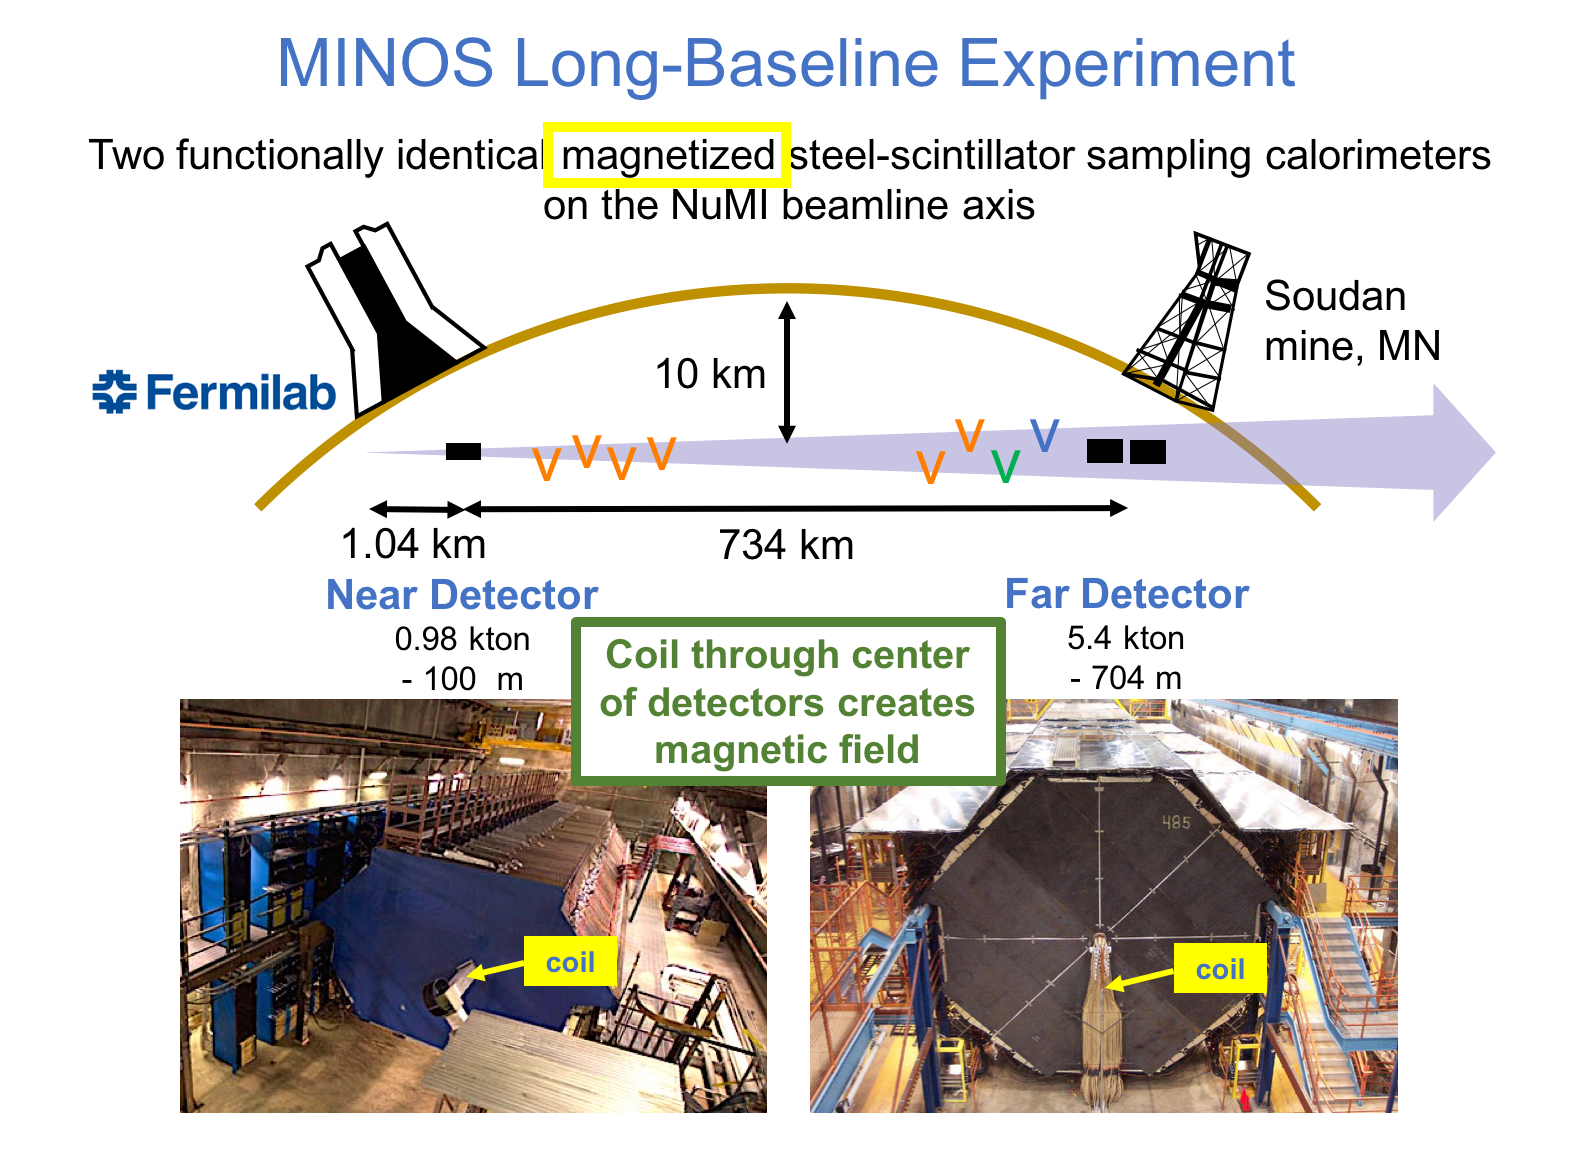 MINOS Long-Baseline Experiment
Two functionally identical magnetized steel-scintillator sampling calorimeters
on the NuMI beamline axis
Soudan
mine, MN
10 km
Fermilab
ν ν ν ν ν ν ν ν
1.04 km
734 km
Near Detector
0.98 kton
- 100 m
Far Detector
5.4 kton
- 704 m
Coil through center
of detectors creates
magnetic field
485
coil
coil